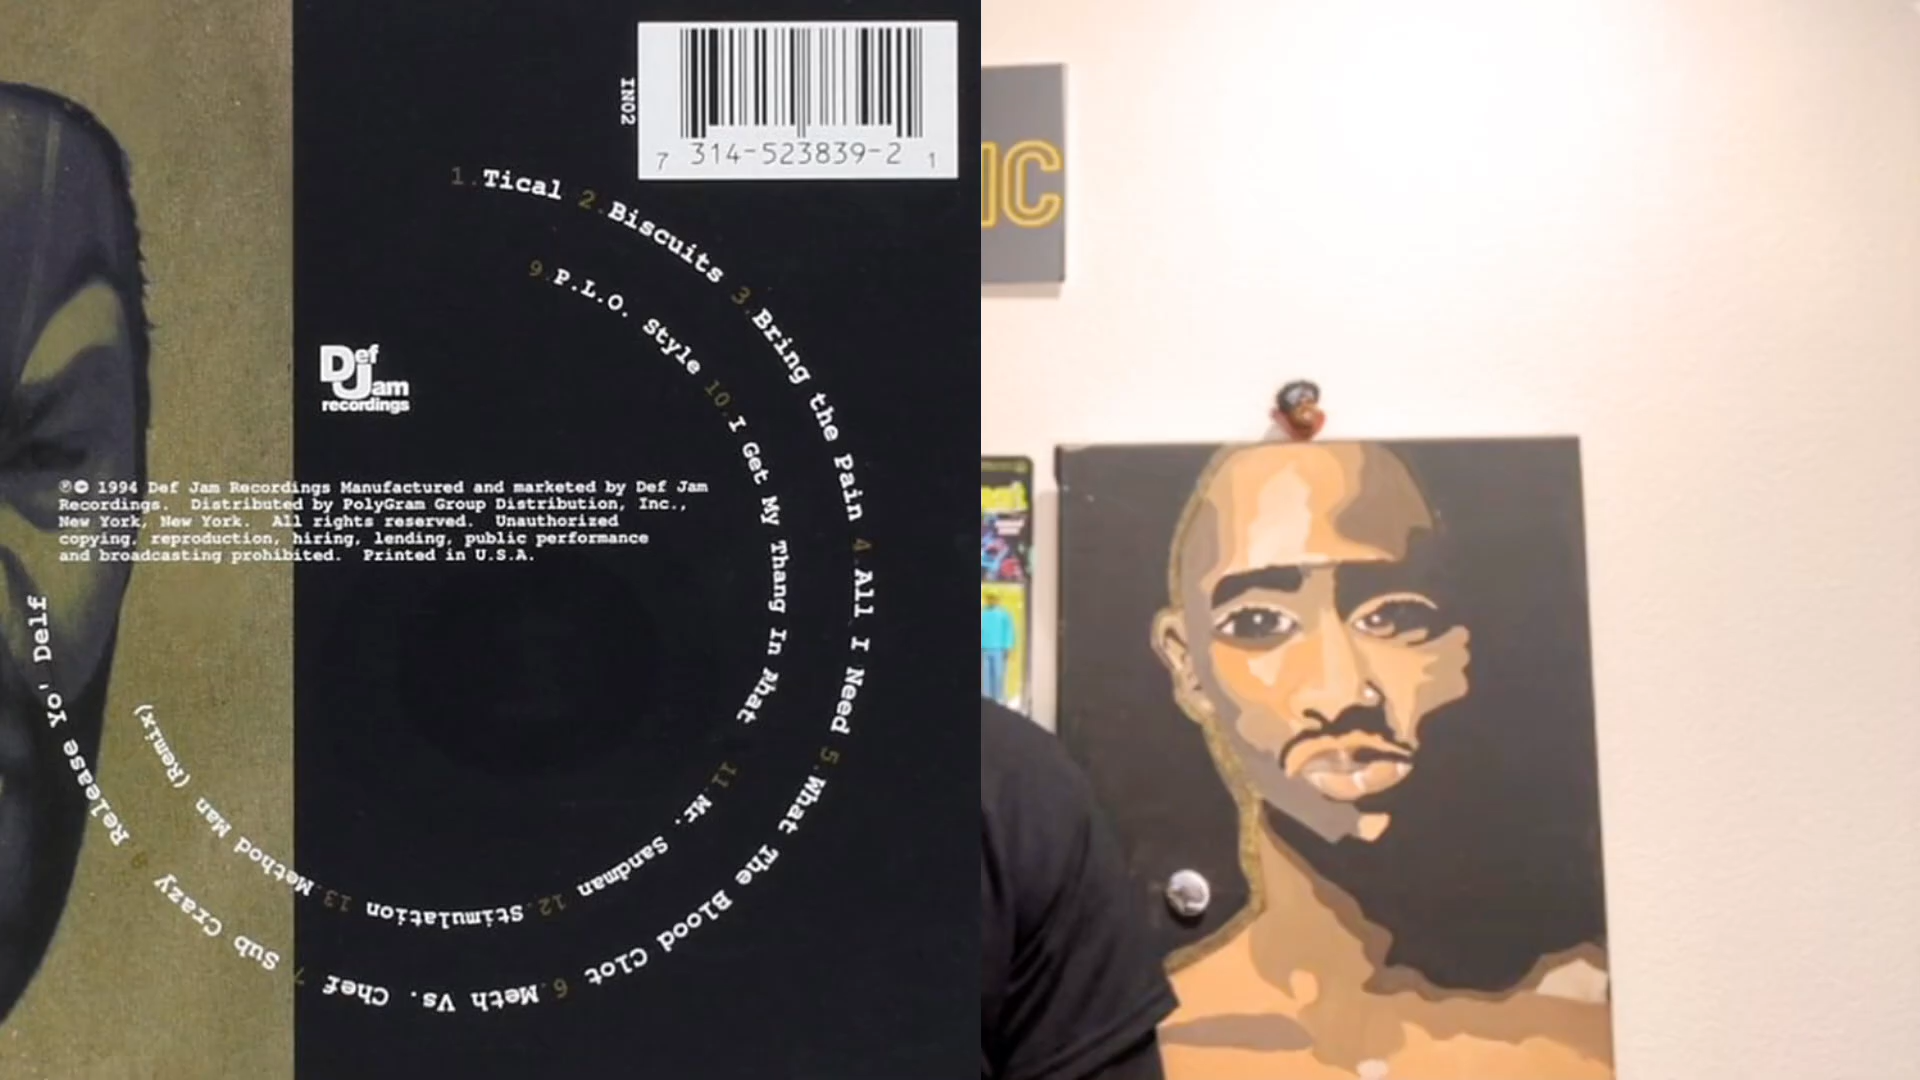 IN02
7 314-523839-2 1
1. Tical 2. Biscuits 3. Bring the Pain 4. All I Need 5. What The Blood Clot 6. Meth Vs. Chef 7. Sub Crazy 8. Release Yo' Delf
9. P.L.O. Style 10. I Get My Thang In Phat 11. Mr. Sandman 12. Stimulation 13. Method Man (Remix)
Def
Jam
recordings
℗© 1994 Def Jam Recordings Manufactured and marketed by Def Jam
Recordings. Distributed by PolyGram Group Distribution, Inc.,
New York, New York. All rights reserved. Unauthorized
copying, reproduction, hiring, lending, public performance
and broadcasting prohibited. Printed in U.S.A.
IC